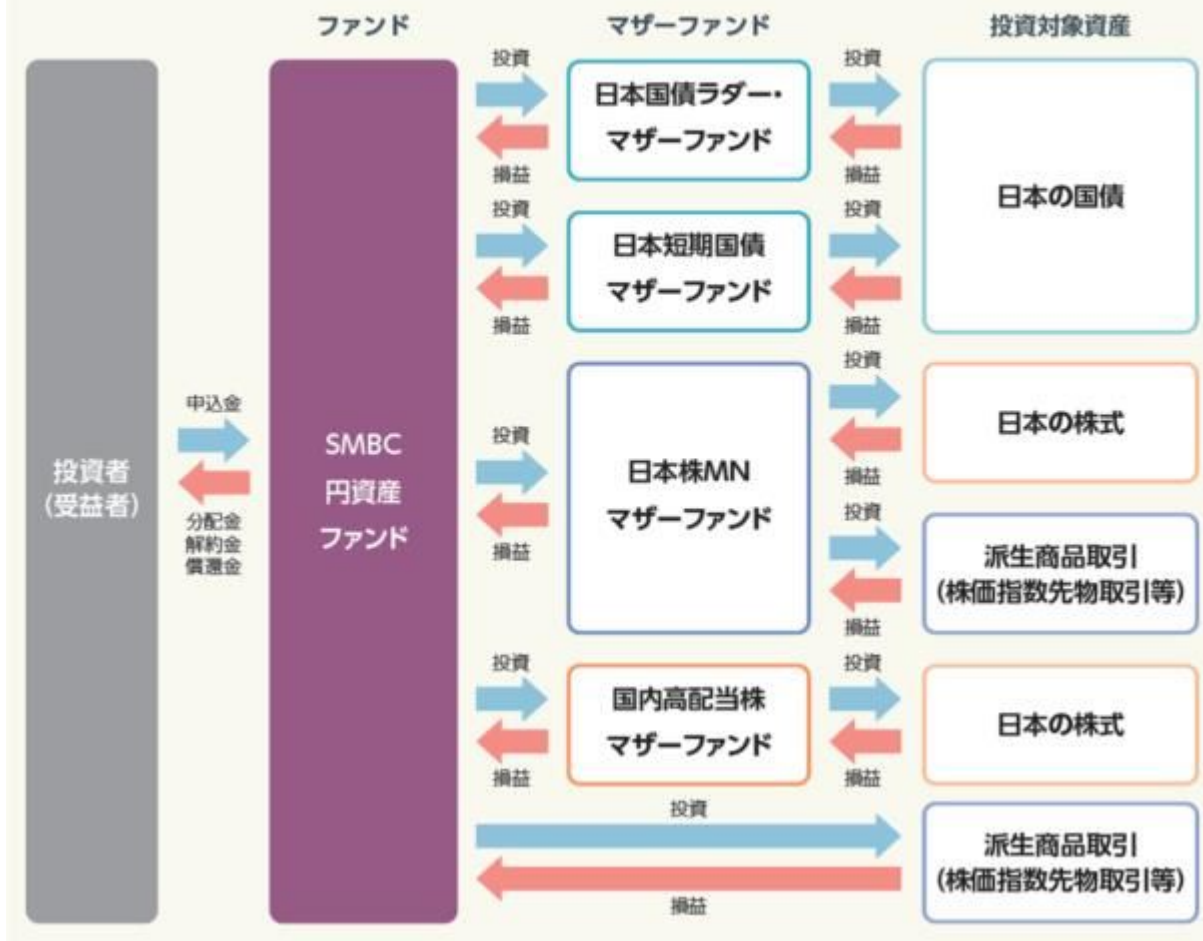 ファンド
マザーファンド
投資対象資産
投資者
(受益者)
申込金
分配金
解約金
償還金
SMBC
円資産
ファンド
投資
損益
日本国債ラダー・
マザーファンド
投資
損益
日本の国債
投資
損益
日本短期国債
マザーファンド
投資
損益
投資
損益
日本株MN
マザーファンド
投資
損益
日本の株式
投資
損益
派生商品取引
(株価指数先物取引等)
投資
損益
国内高配当株
マザーファンド
投資
損益
日本の株式
投資
損益
派生商品取引
(株価指数先物取引等)